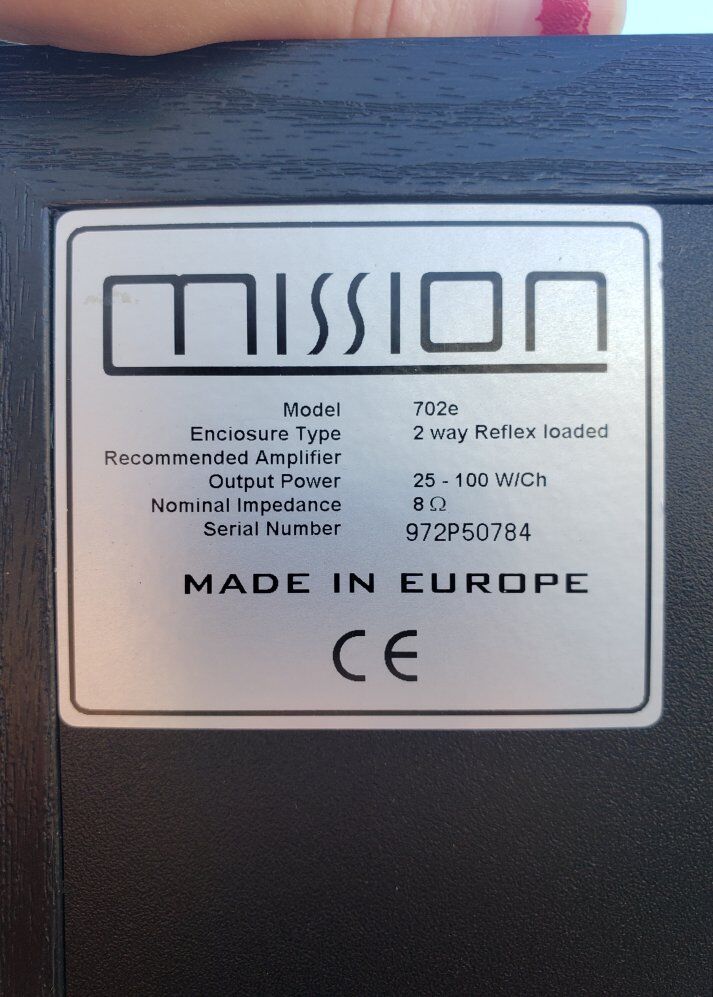 mission
Model 702e
Enciosure Type 2 way Reflex loaded
Recommended Amplifier
Output Power 25 - 100 W/Ch
Nominal Impedance 8 Ω
Serial Number 972P50784
MADE IN EUROPE
CE